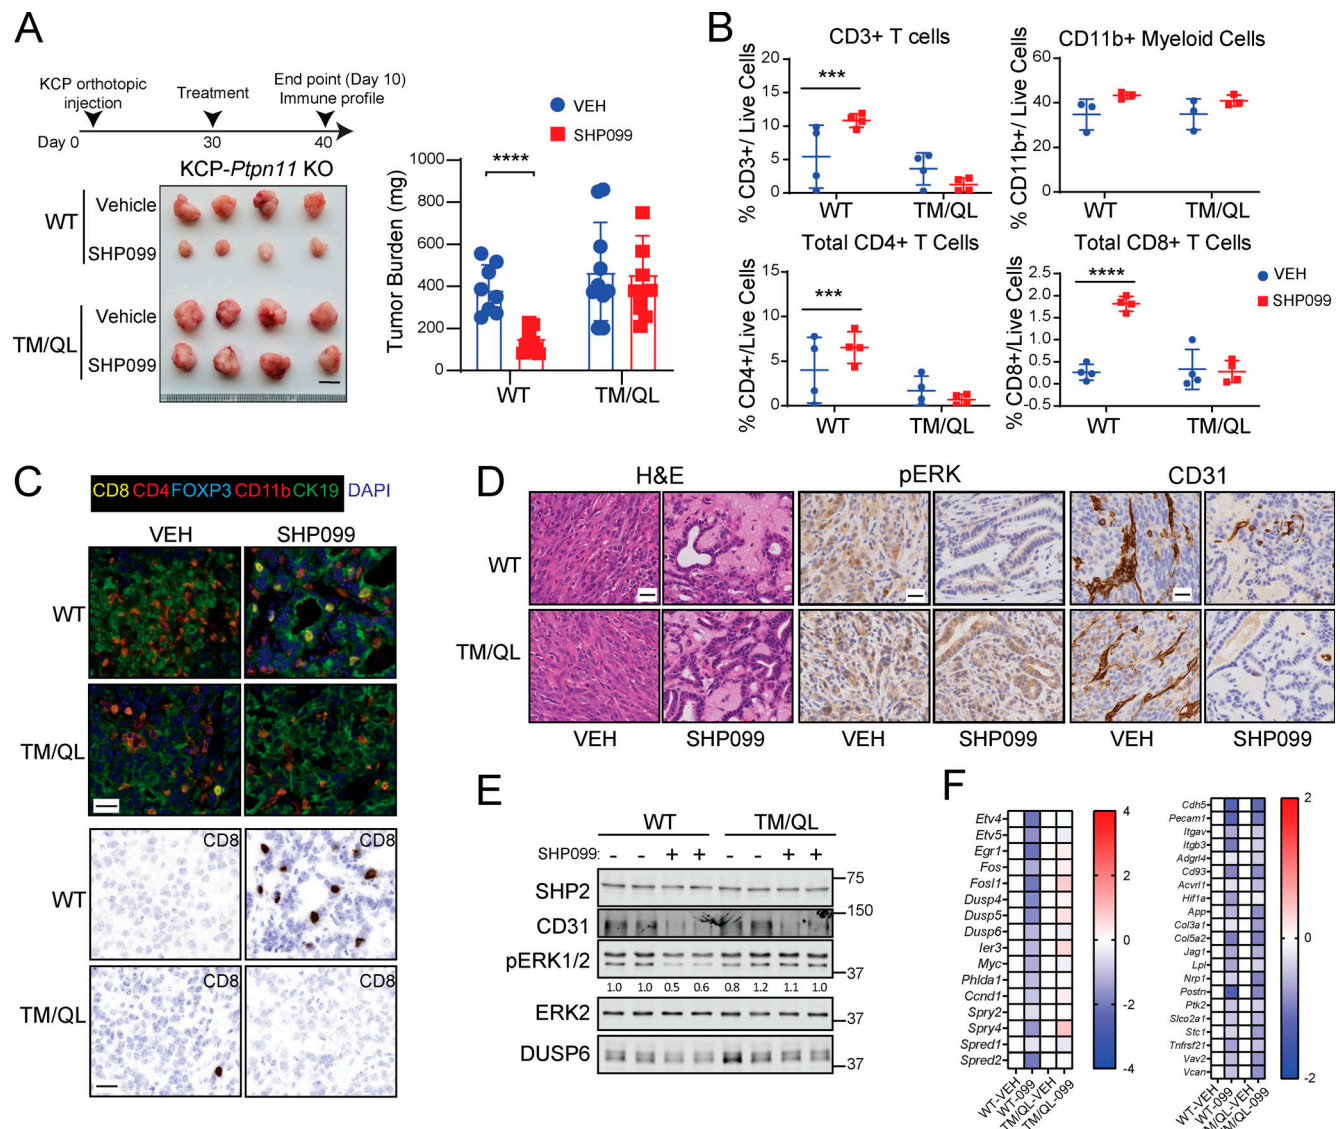 A
KCP orthotopic
injection
Treatment
End point (Day 10)
Immune profile
Day 0
30
40
KCP-Ptpn11 KO
WT
Vehicle
SHP099
TM/QL
Vehicle
SHP099
VEH
SHP099
Tumor Burden (mg)
1000
800
600
400
200
0
****
WT
TM/QL
B
CD3+ T cells
% CD3+/ Live Cells
20
15
10
5
0
***
WT
TM/QL
CD11b+ Myeloid Cells
% CD11b+/ Live Cells
60
40
20
0
WT
TM/QL
Total CD4+ T Cells
% CD4+/Live Cells
15
10
5
0
***
WT
TM/QL
Total CD8+ T Cells
% CD8+/Live Cells
2.5
2.0
1.5
1.0
0.5
0.0
-0.5
****
WT
TM/QL
VEH
SHP099
C
CD8 CD4 FOXP3 CD11b CK19 DAPI
VEH
SHP099
WT
TM/QL
WT
CD8
CD8
TM/QL
CD8
CD8
D
H&E
pERK
CD31
WT
TM/QL
VEH
SHP099
VEH
SHP099
VEH
SHP099
E
WT
TM/QL
SHP099: - - + + - - + +
SHP2
75
CD31
150
pERK1/2
37
1.0 1.0 0.5 0.6 0.8 1.2 1.1 1.0
ERK2
37
DUSP6
37
F
Etv4
Etv5
Egr1
Fos
Fosl1
Dusp4
Dusp5
Dusp6
Ier3
Myc
Phlda1
Ccnd1
Spry2
Spry4
Spred1
Spred2
WT-VEH
WT-099
TM/QL-VEH
TM/QL-099
4
2
0
-2
-4
Cdh5
Pecam1
Itgav
Itgb3
Adgrl4
Cd93
Acvrl1
Hif1a
App
Col3a1
Col5a2
Jag1
Lpl
Nrp1
Postn
Ptk2
Slco2a1
Stc1
Tnfrsf21
Vav2
Vcan
WT-VEH
WT-099
TM/QL-VEH
TM/QL-099
2
1
0
-1
-2